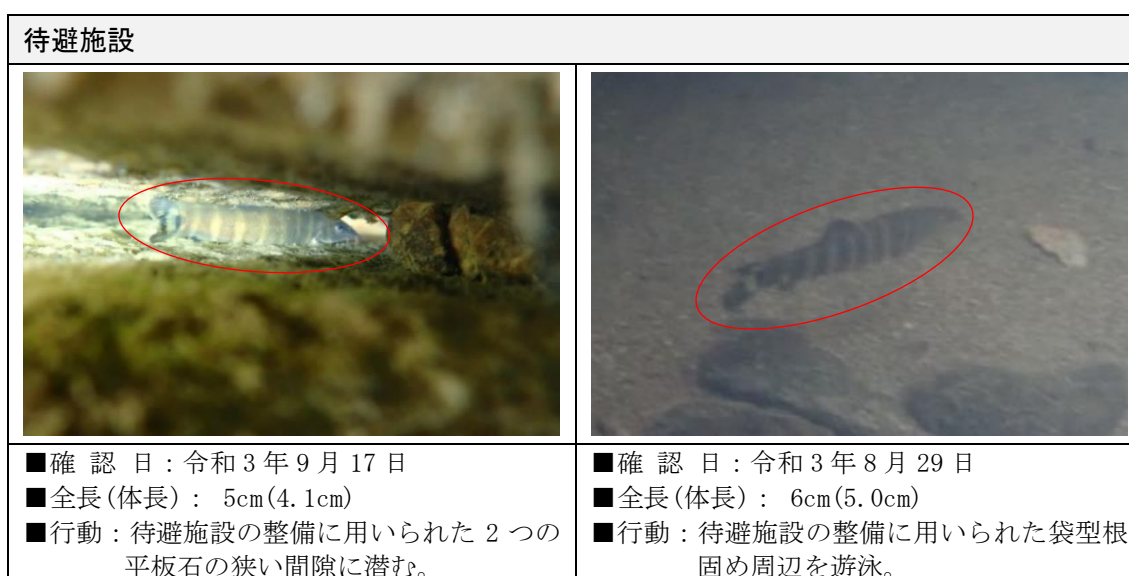 待避施設
■確 認 日：令和 3 年 9 月 17 日
■全長(体長)： 5cm(4.1cm)
■行動：待避施設の整備に用いられた 2 つの
平板石の狭い間隙に潜む。
■確 認 日：令和 3 年 8 月 29 日
■全長(体長)： 6cm(5.0cm)
■行動：待避施設の整備に用いられた袋型根
固め周辺を遊泳。